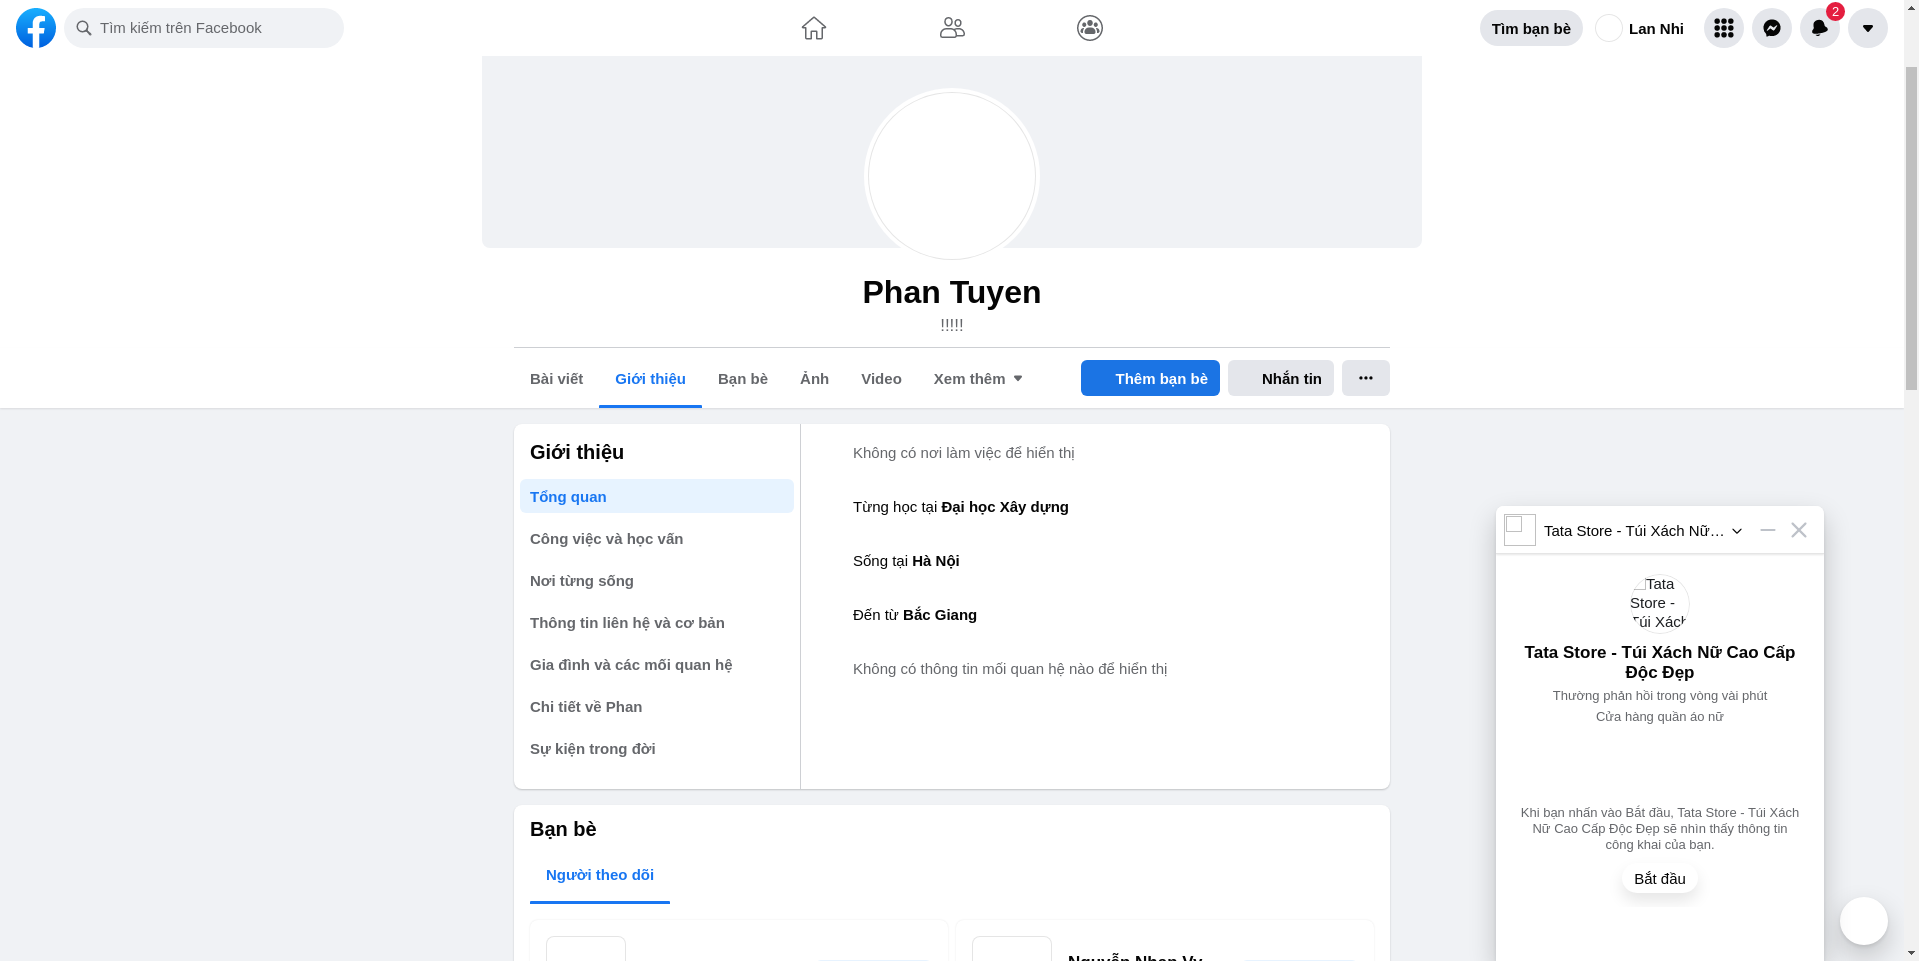 Tìm kiếm trên Facebook
Tìm bạn bè
Lan Nhi
2
Phan Tuyen
!!!!!
Bài viết
Giới thiệu
Bạn bè
Ảnh
Video
Xem thêm
Thêm bạn bè
Nhắn tin
Giới thiệu
Tổng quan
Công việc và học vấn
Nơi từng sống
Thông tin liên hệ và cơ bản
Gia đình và các mối quan hệ
Chi tiết về Phan
Sự kiện trong đời
Không có nơi làm việc để hiển thị
Từng học tại Đại học Xây dựng
Sống tại Hà Nội
Đến từ Bắc Giang
Không có thông tin mối quan hệ nào để hiển thị
Bạn bè
Người theo dõi
Nguyễn Nhan Vy
Tata Store - Túi Xách Nữ…
Tata
Store -
Túi Xách
Tata Store - Túi Xách Nữ Cao Cấp
Độc Đẹp
Thường phản hồi trong vòng vài phút
Cửa hàng quần áo nữ
Khi bạn nhấn vào Bắt đầu, Tata Store - Túi Xách
Nữ Cao Cấp Độc Đẹp sẽ nhìn thấy thông tin
công khai của bạn.
Bắt đầu